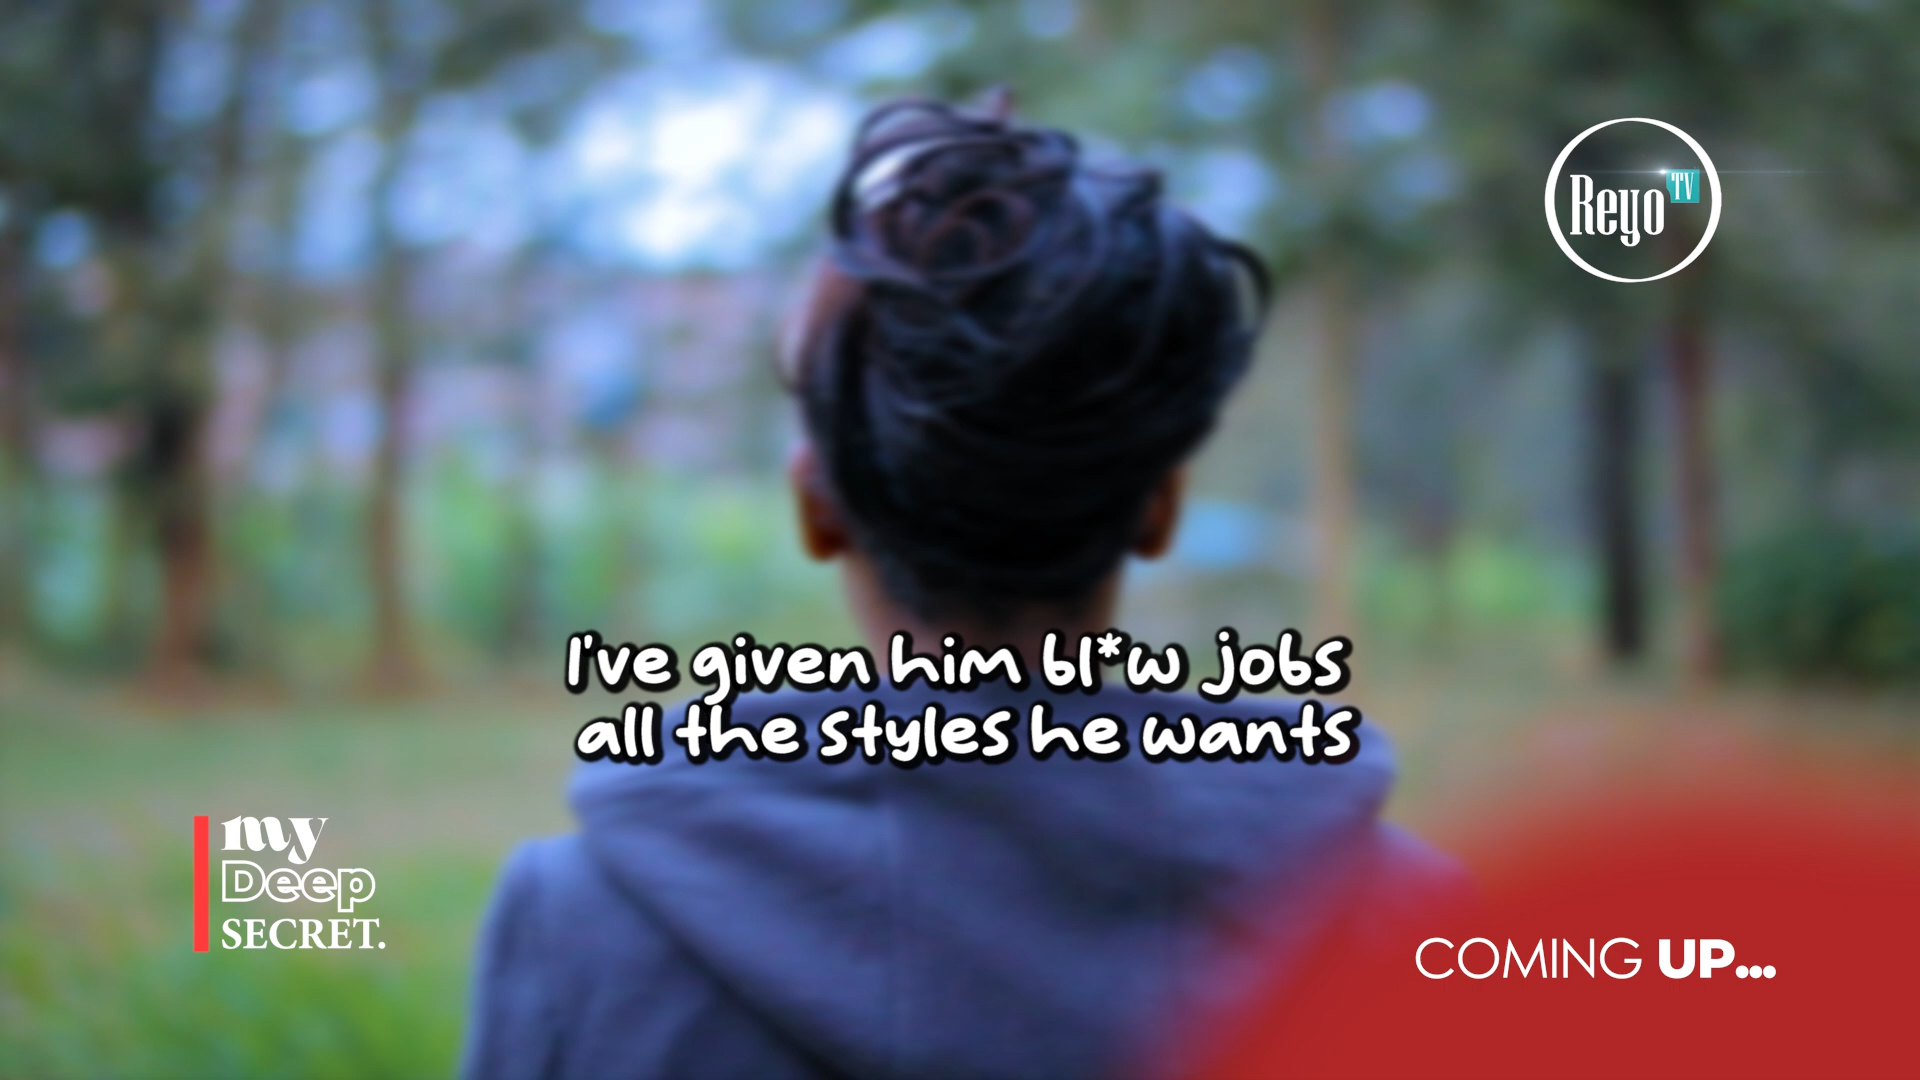 Reyo TV
I've given him bl*w jobs
all the styles he wants
my
Deep
SECRET.
COMING UP...